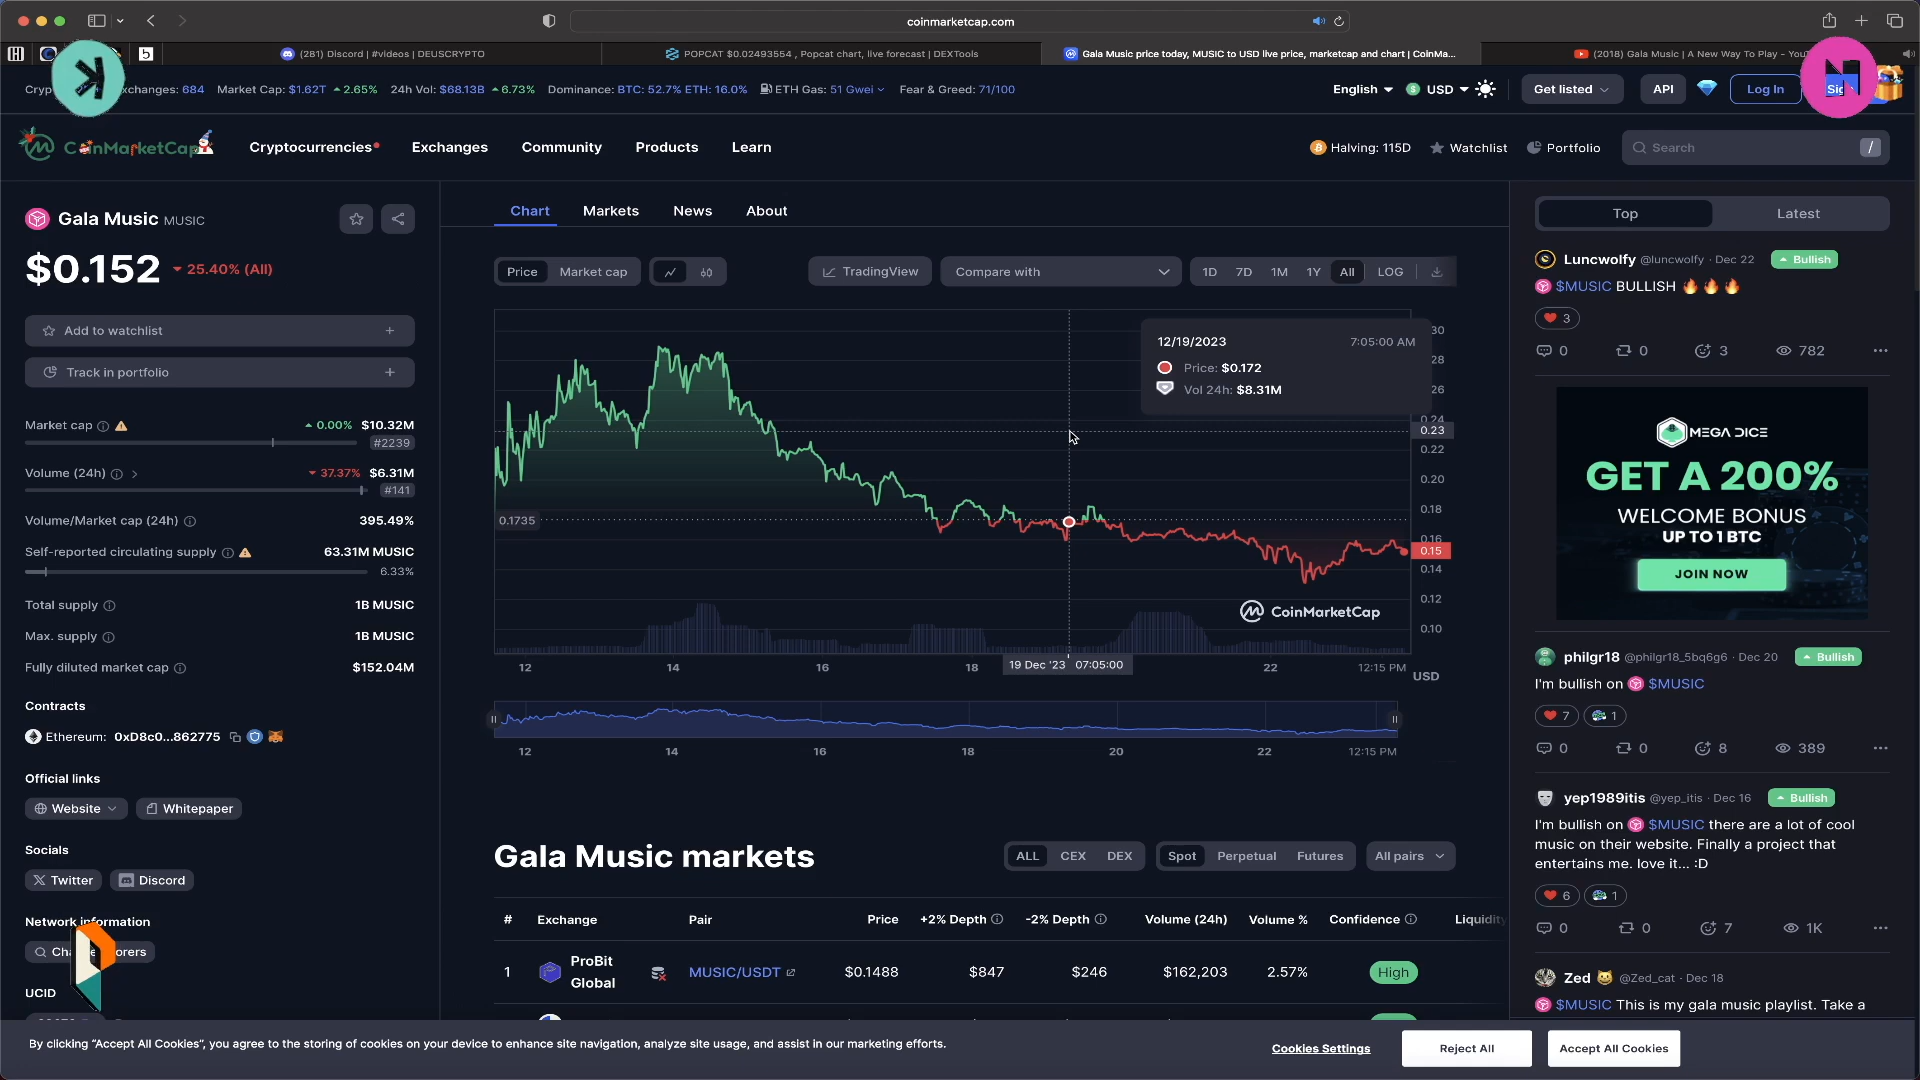 coinmarketcap.com
(281) Discord | #videos | DEUSCRYPTO
POPCAT $0.02493554 , Popcat chart, live forecast | DEXTools
Gala Music price today, MUSIC to USD live price, marketcap and chart | CoinMa...
(2018) Gala Music | A New Way To Play - You
Exchanges: 684
Market Cap: $1.62T 2.65%
24h Vol: $68.13B 6.73%
Dominance: BTC: 52.7% ETH: 16.0%
ETH Gas: 51 Gwei
Fear & Greed: 71/100
English
USD
Get listed
API
Log In
CoinMarketCap
Cryptocurrencies
Exchanges
Community
Products
Learn
Halving: 115D
Watchlist
Portfolio
Search
/
Gala Music MUSIC
$0.152 25.40% (All)
Add to watchlist +
Track in portfolio +
Market cap 0.00% $10.32M
#2239
Volume (24h) 37.37% $6.31M
#141
Volume/Market cap (24h) 395.49%
Self-reported circulating supply 63.31M MUSIC
6.33%
Total supply 1B MUSIC
Max. supply 1B MUSIC
Fully diluted market cap $152.04M
Contracts
Ethereum: 0xD8c0...862775
Official links
Website
Whitepaper
Socials
Twitter
Discord
Network information
UCID
Chart
Markets
News
About
Price
Market cap
TradingView
Compare with
1D 7D 1M 1Y All LOG
12/19/2023 7:05:00 AM
Price: $0.172
Vol 24h: $8.31M
30
28
26
0.24
0.23
0.22
0.20
0.18
0.16
0.15
0.14
0.12
0.10
0.1735
CoinMarketCap
12 14 16 18 19 Dec '23 07:05:00 22 12:15 PM
USD
12 14 16 18 20 22 12:15 PM
Gala Music markets
ALL CEX DEX
Spot Perpetual Futures
All pairs
# Exchange Pair Price +2% Depth -2% Depth Volume (24h) Volume % Confidence Liquidity
1 ProBit Global MUSIC/USDT $0.1488 $847 $246 $162,203 2.57% High
Top
Latest
Luncwolfy @luncwolfy · Dec 22 Bullish
$MUSIC BULLISH 🔥 🔥 🔥
3
0 0 3 782 ...
MEGA DICE
GET A 200%
WELCOME BONUS
UP TO 1 BTC
JOIN NOW
philgr18 @philgr18_5bq6g6 · Dec 20 Bullish
I'm bullish on $MUSIC
7 1
0 0 8 389 ...
yep1989itis @yep_itis · Dec 16 Bullish
I'm bullish on $MUSIC there are a lot of cool
music on their website. Finally a project that
entertains me. love it... :D
6 1
0 0 7 1K ...
Zed @Zed_cat · Dec 18
$MUSIC This is my gala music playlist. Take a
By clicking “Accept All Cookies”, you agree to the storing of cookies on your device to enhance site navigation, analyze site usage, and assist in our marketing efforts.
Cookies Settings
Reject All
Accept All Cookies